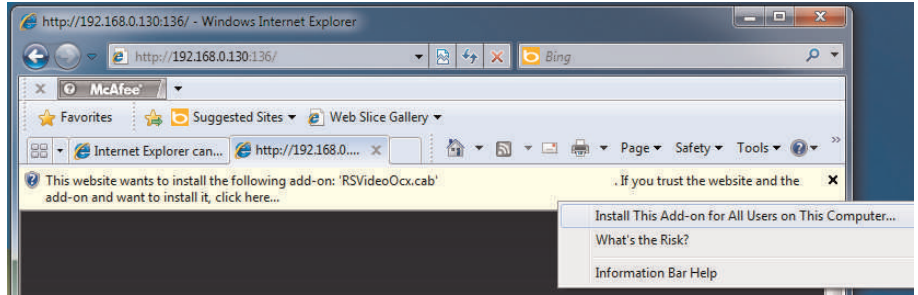 http://192.168.0.130:136/ - Windows Internet Explorer
http://192.168.0.130:136/
Bing
McAfee
Favorites Suggested Sites Web Slice Gallery
Internet Explorer can... http://192.168.0.... Page Safety Tools
This website wants to install the following add-on: 'RSVideoOcx.cab' . If you trust the website and the
add-on and want to install it, click here...
Install This Add-on for All Users on This Computer...
What's the Risk?
Information Bar Help